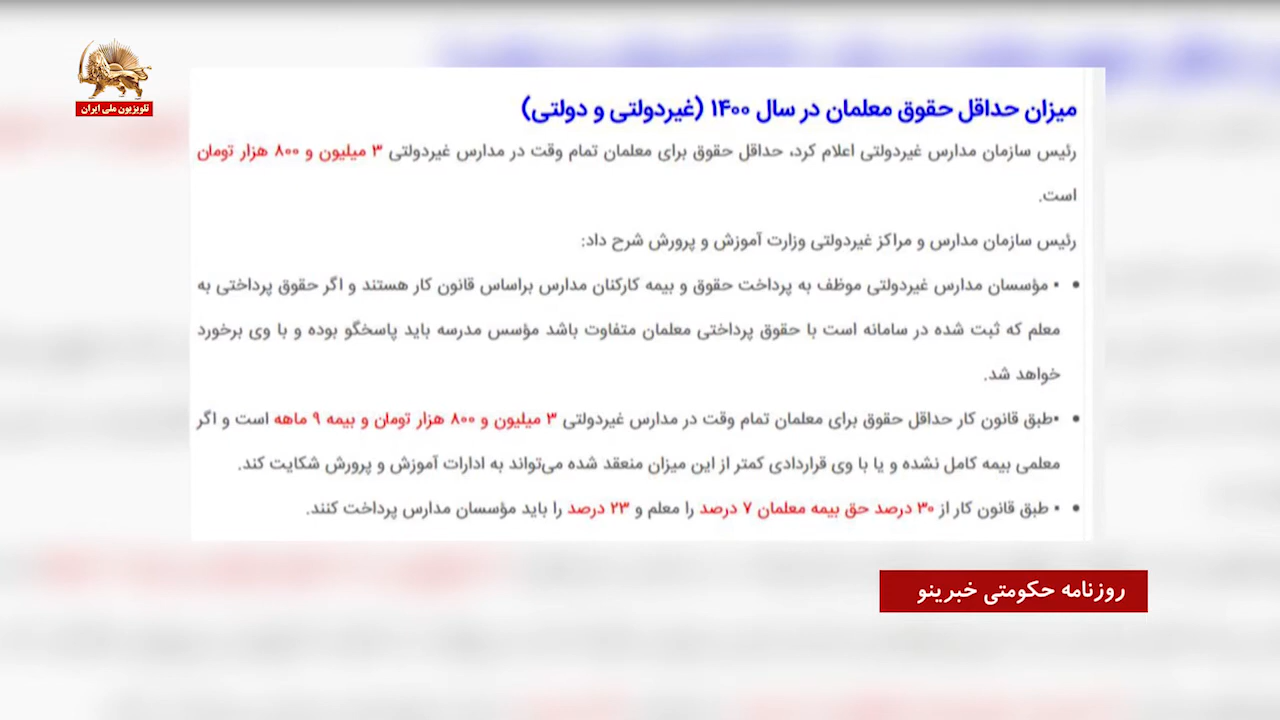 تلویزیون ملی ایران
میزان حداقل حقوق معلمان در سال ۱۴۰۰ (غیردولتی و دولتی)
رئیس سازمان مدارس غیردولتی اعلام کرد، حداقل حقوق برای معلمان تمام وقت در مدارس غیردولتی ۳ میلیون و ۸۰۰ هزار تومان
است.
رئیس سازمان مدارس و مراکز غیردولتی وزارت آموزش و پرورش شرح داد:
• ▪ مؤسسان مدارس غیردولتی موظف به پرداخت حقوق و بیمه کارکنان مدارس براساس قانون کار هستند و اگر حقوق پرداختی به
معلم که ثبت شده در سامانه است با حقوق پرداختی معلمان متفاوت باشد مؤسس مدرسه باید پاسخگو بوده و با وی برخورد
خواهد شد.
• ▪طبق قانون کار حداقل حقوق برای معلمان تمام وقت در مدارس غیردولتی ۳ میلیون و ۸۰۰ هزار تومان و بیمه ۹ ماهه است و اگر
معلمی بیمه کامل نشده و یا با وی قراردادی کمتر از این میزان منعقد شده می‌تواند به ادارات آموزش و پرورش شکایت کند.
• ▪ طبق قانون کار از ۳۰ درصد حق بیمه معلمان ۷ درصد را معلم و ۲۳ درصد را باید مؤسسان مدارس پرداخت کنند.
روزنامه حکومتی خبرینو